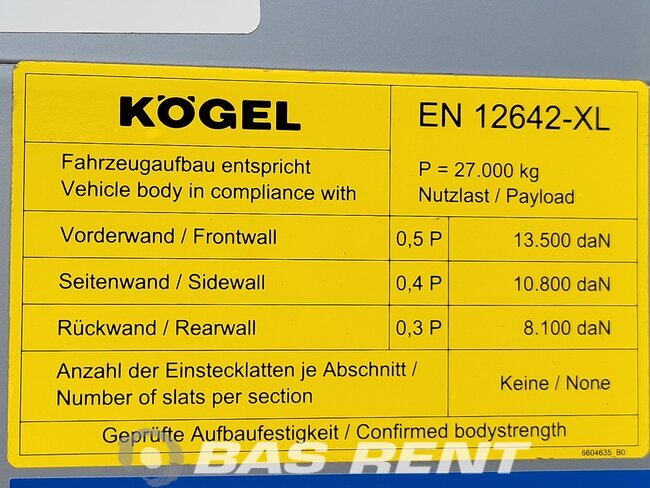 KÖGEL
EN 12642-XL
Fahrzeugaufbau entspricht
Vehicle body in compliance with
P = 27.000 kg
Nutzlast / Payload
Vorderwand / Frontwall 0,5 P 13.500 daN
Seitenwand / Sidewall 0,4 P 10.800 daN
Rückwand / Rearwall 0,3 P 8.100 daN
Anzahl der Einstecklatten je Abschnitt /
Number of slats per section
Keine / None
Geprüfte Aufbaufestigkeit / Confirmed bodystrength
6604635 B0
BAS RENT